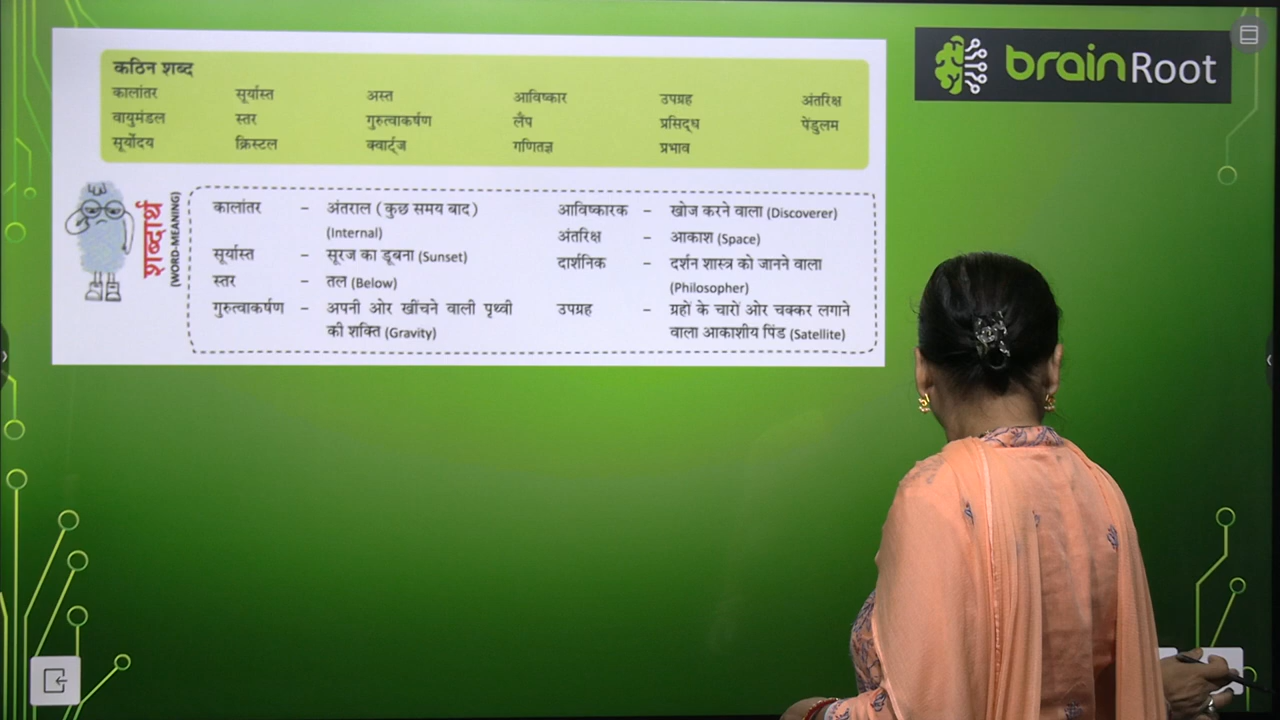 brainRoot
कठिन शब्द
कालांतर सूर्यास्त अस्त आविष्कार उपग्रह अंतरिक्ष
वायुमंडल स्तर गुरुत्वाकर्षण लैंप प्रसिद्ध पेंडुलम
सूर्योदय क्रिस्टल क्वार्ट्ज गणितज्ञ प्रभाव
शब्दार्थ
(WORD-MEANING)
कालांतर – अंतराल (कुछ समय बाद)
(Internal)
सूर्यास्त – सूरज का डूबना (Sunset)
स्तर – तल (Below)
गुरुत्वाकर्षण – अपनी ओर खींचने वाली पृथ्वी
की शक्ति (Gravity)
आविष्कारक – खोज करने वाला (Discoverer)
अंतरिक्ष – आकाश (Space)
दार्शनिक – दर्शन शास्त्र को जानने वाला
(Philosopher)
उपग्रह – ग्रहों के चारों ओर चक्कर लगाने
वाला आकाशीय पिंड (Satellite)